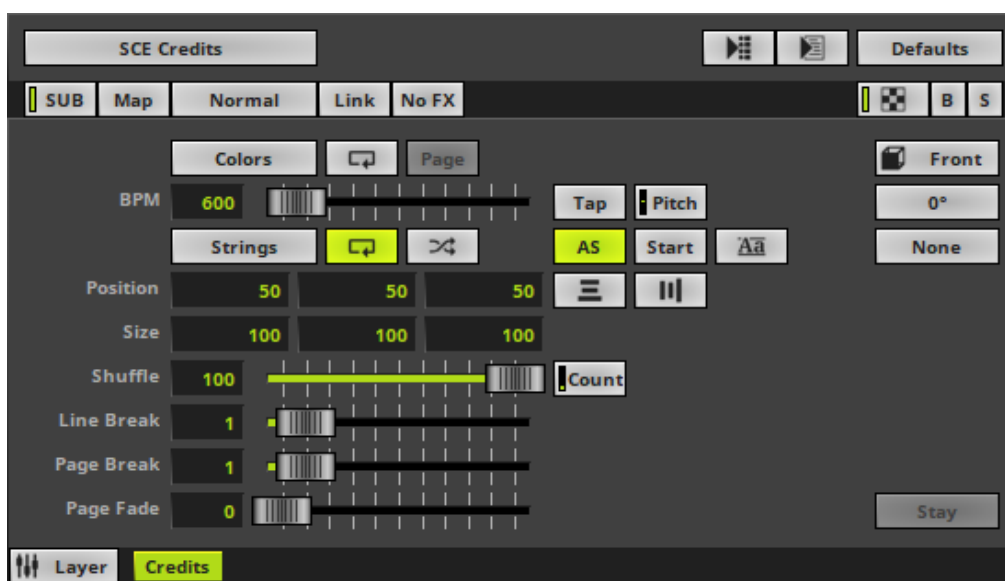 SCE Credits Defaults
SUB Map Normal Link No FX B S
Colors Page Front
BPM 600 Tap Pitch 0°
Strings AS Start Aa None
Position 50 50 50
Size 100 100 100
Shuffle 100 Count
Line Break 1
Page Break 1
Page Fade 0 Stay
Layer Credits